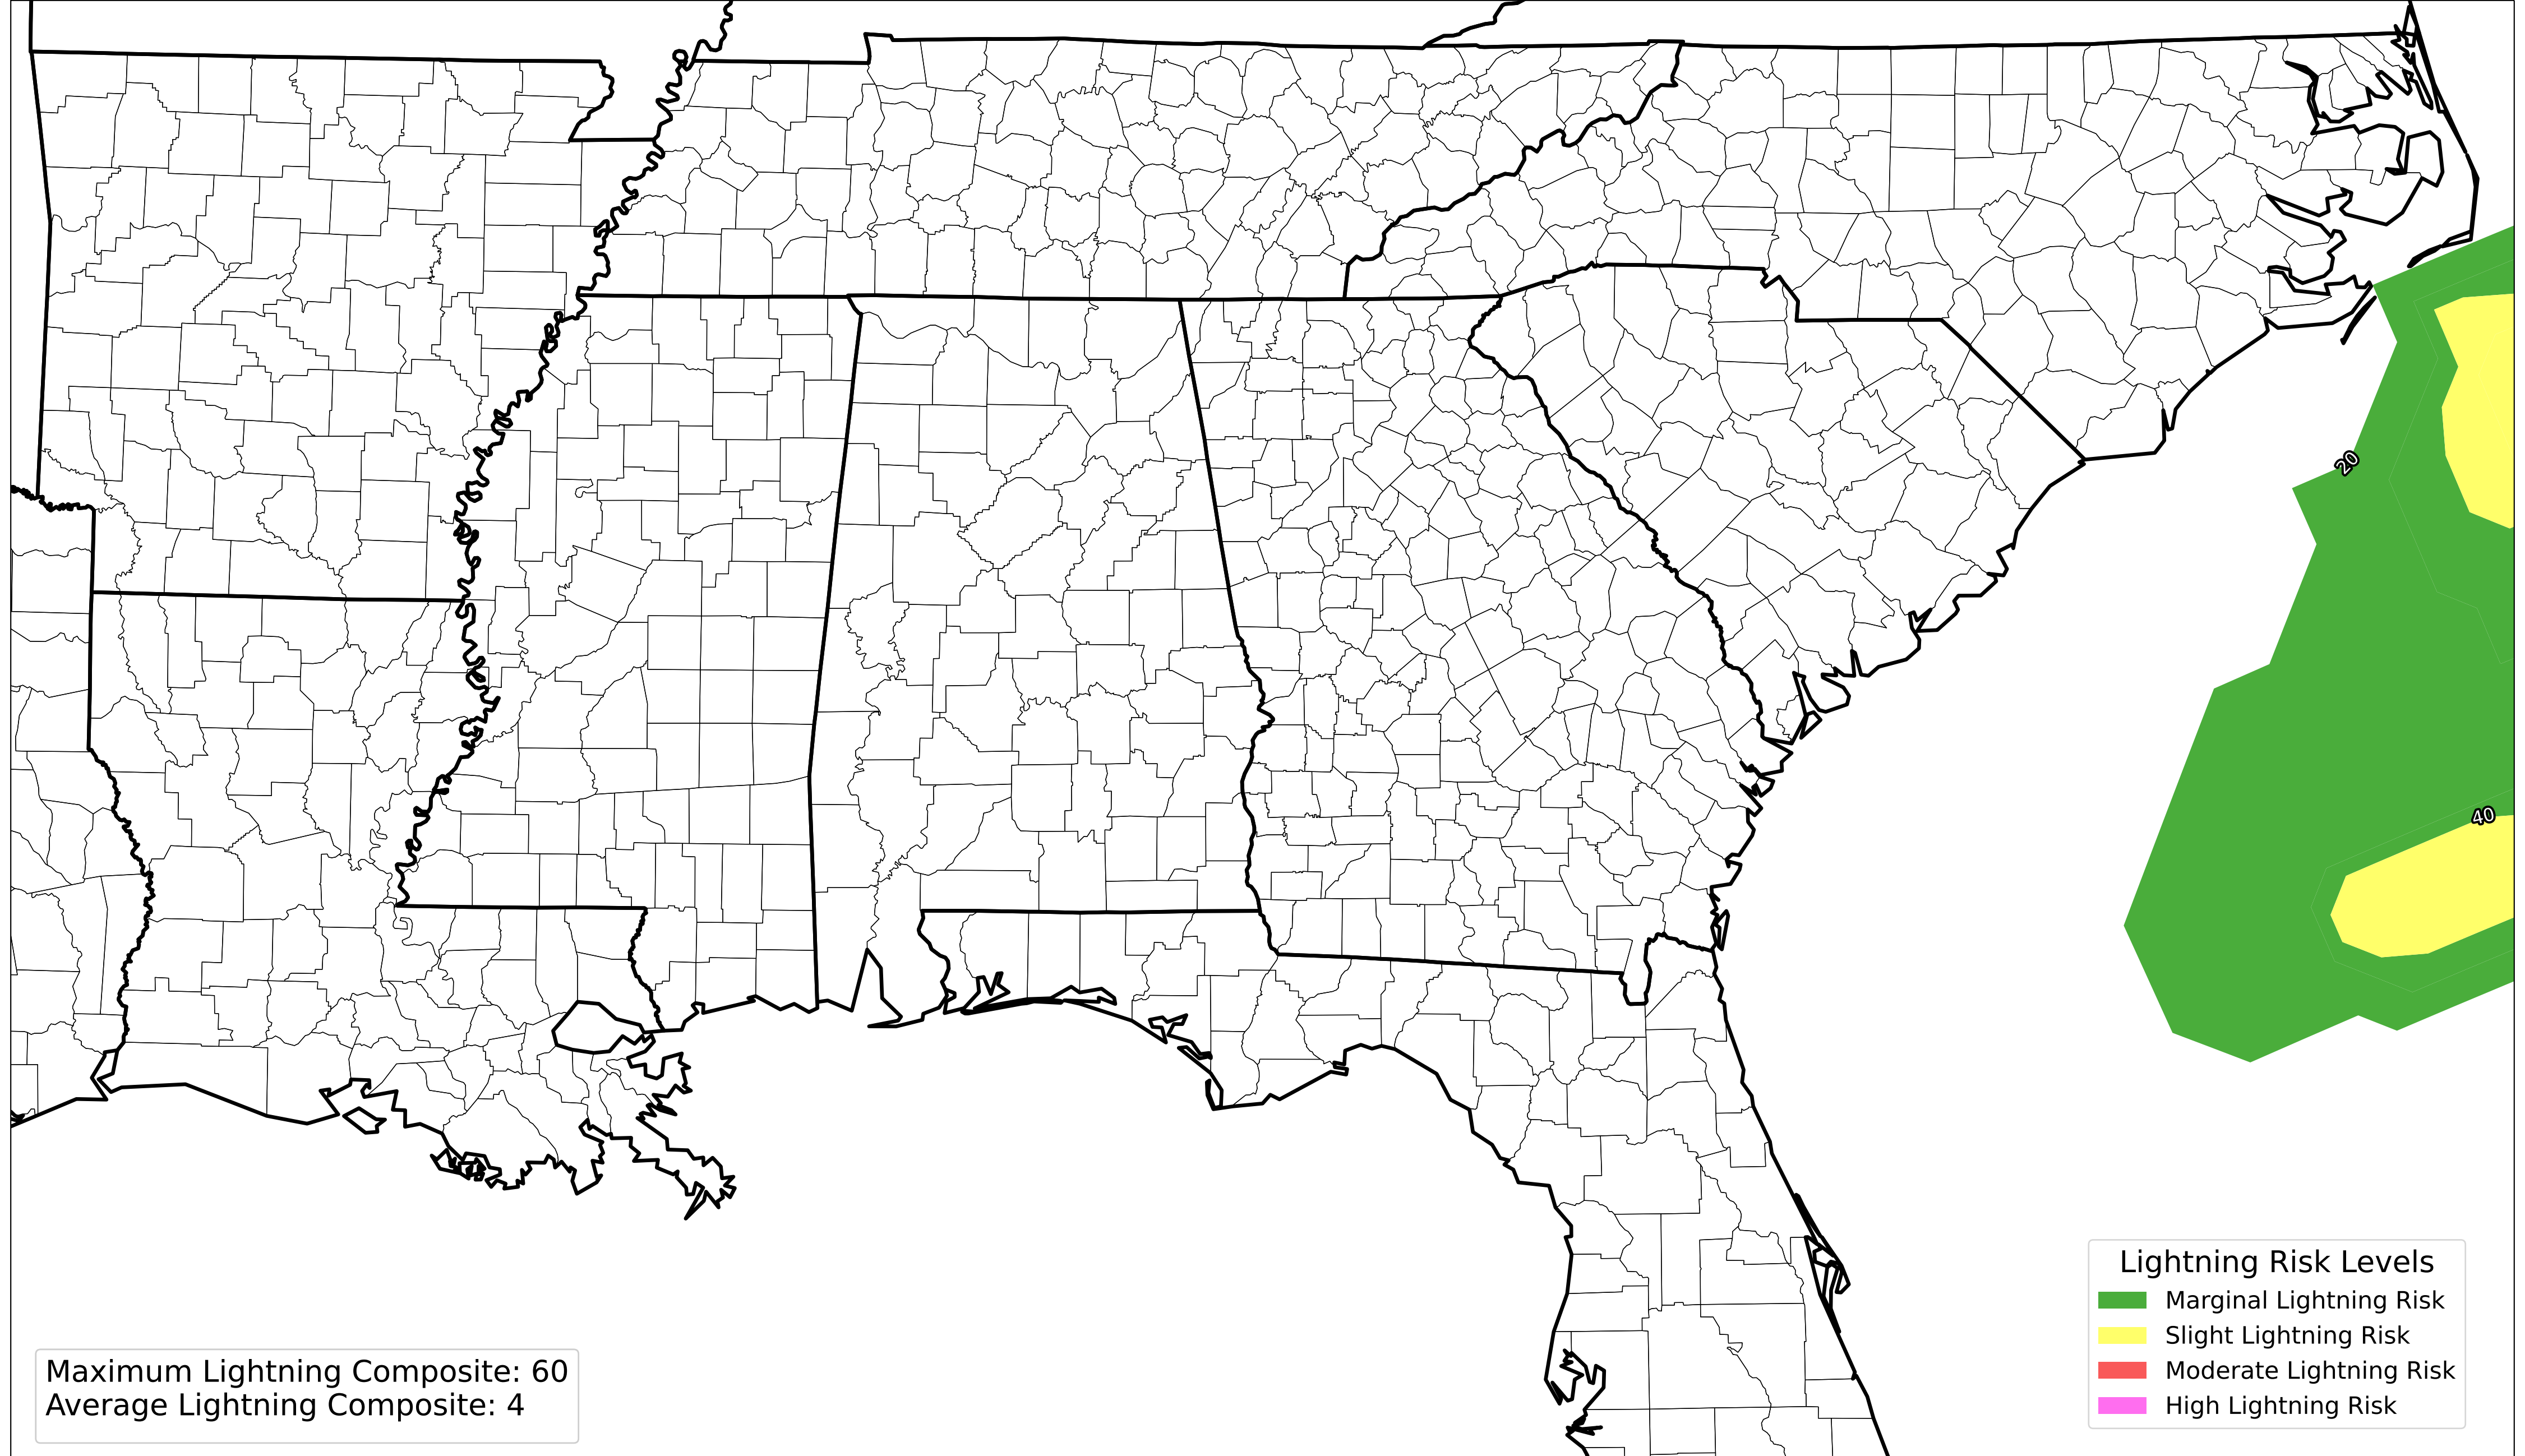 20
40
Lightning Risk Levels
Marginal Lightning Risk
Slight Lightning Risk
Moderate Lightning Risk
High Lightning Risk
Maximum Lightning Composite: 60
Average Lightning Composite: 4